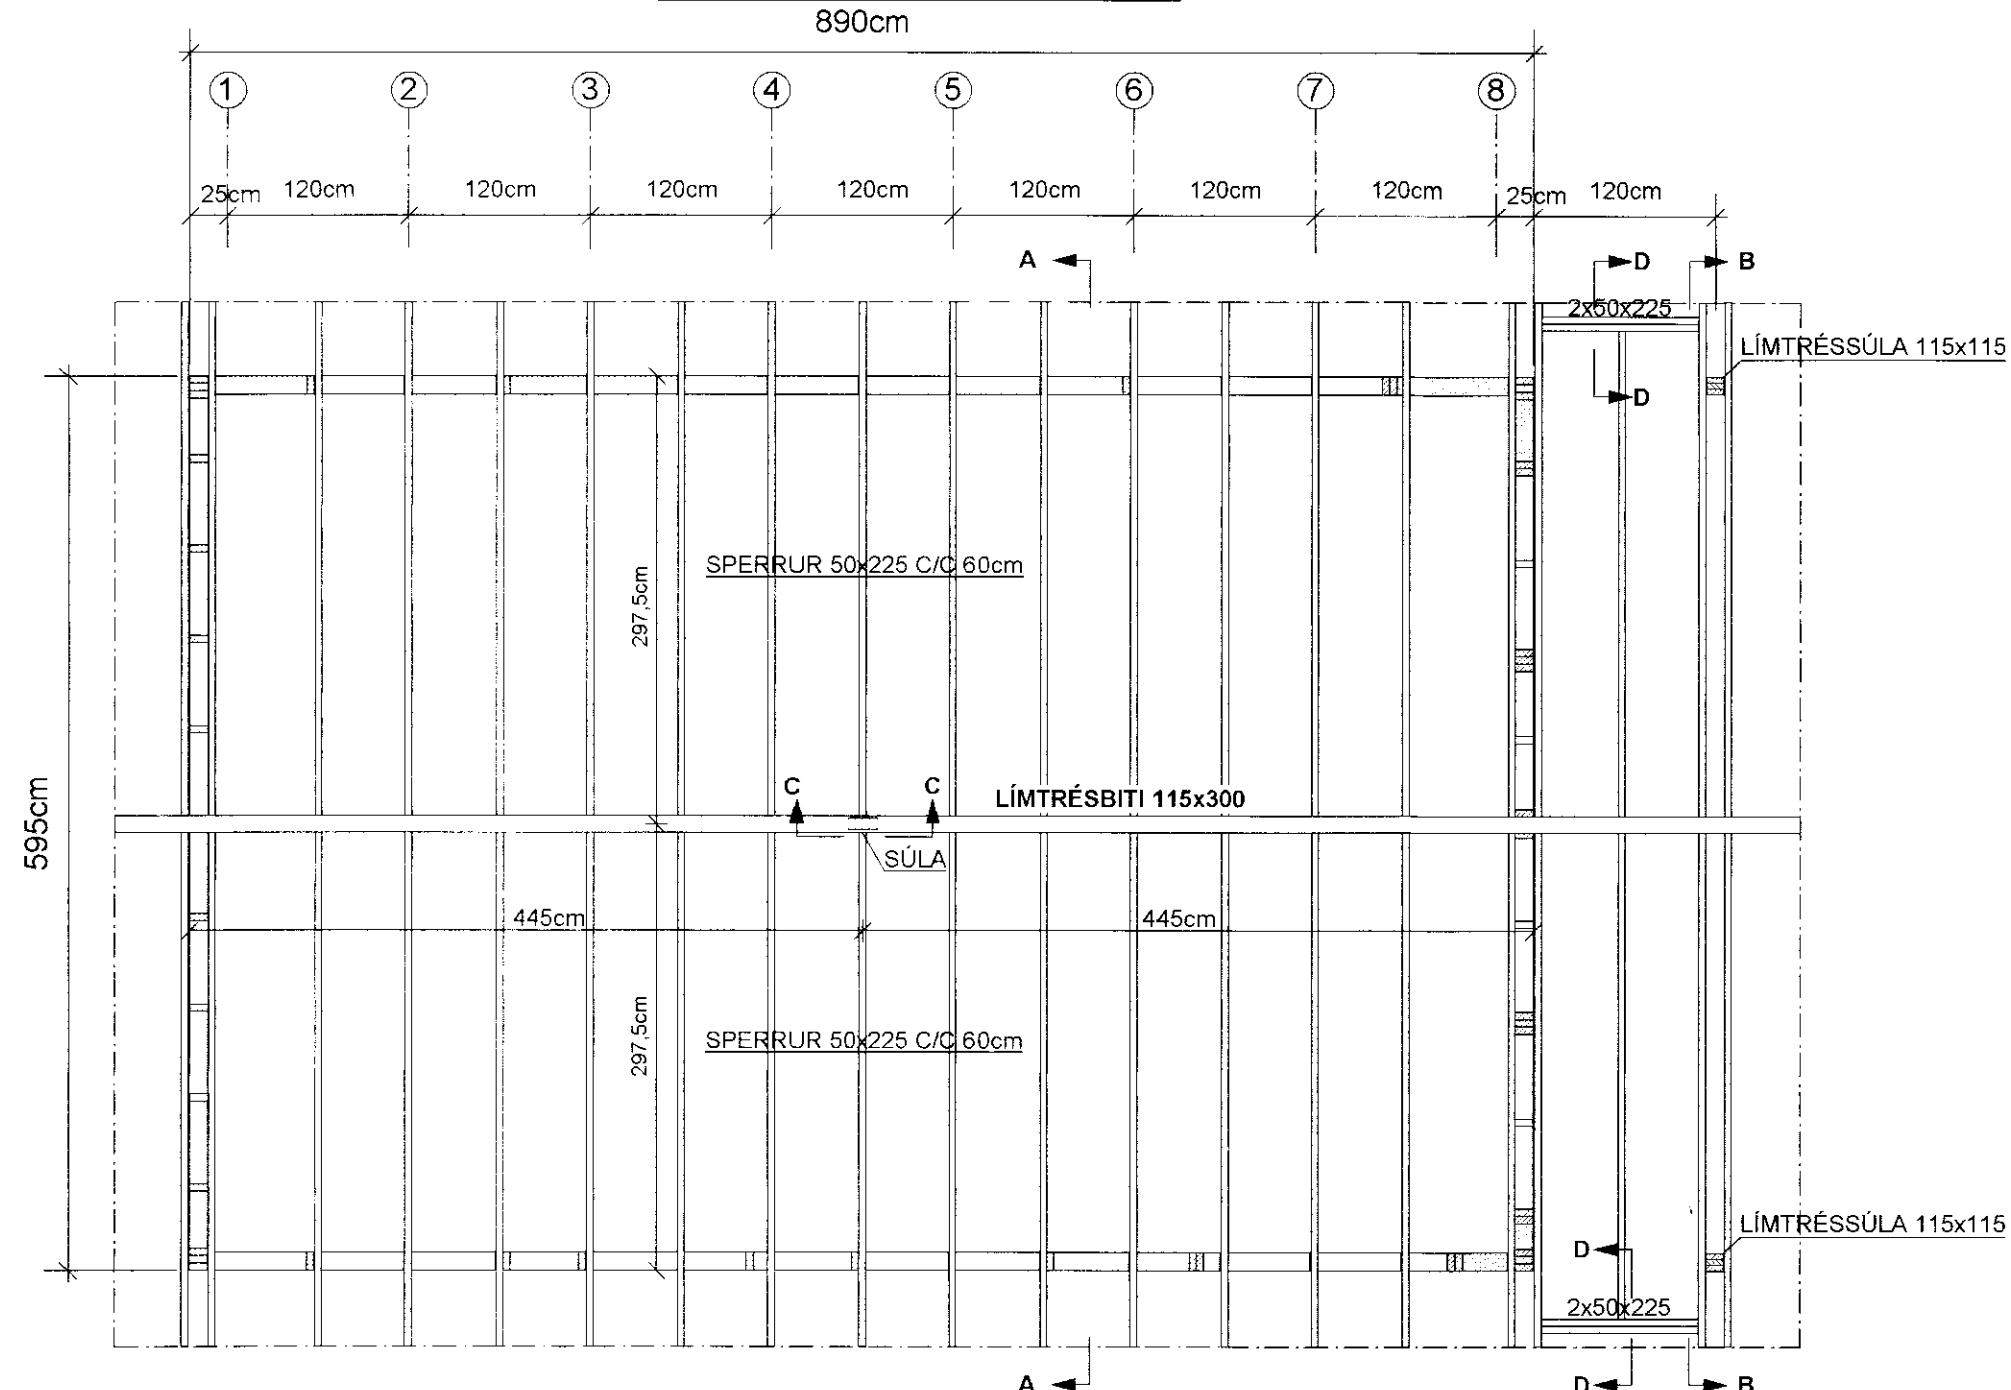 890cm
1 2 3 4 5 6 7 8
25cm 120cm 120cm 120cm 120cm 120cm 120cm 120cm 25cm 120cm
A D B
2x50x225
LÍMTRÉSSÚLA 115x115
D
SPERRUR 50x225 C/C 60cm
297,5cm
C C LÍMTRÉSBITI 115x300
595cm
SÚLA
445cm 445cm
297,5cm
SPERRUR 50x225 C/C 60cm
LÍMTRÉSSÚLA 115x115
D
2x50x225
A D B